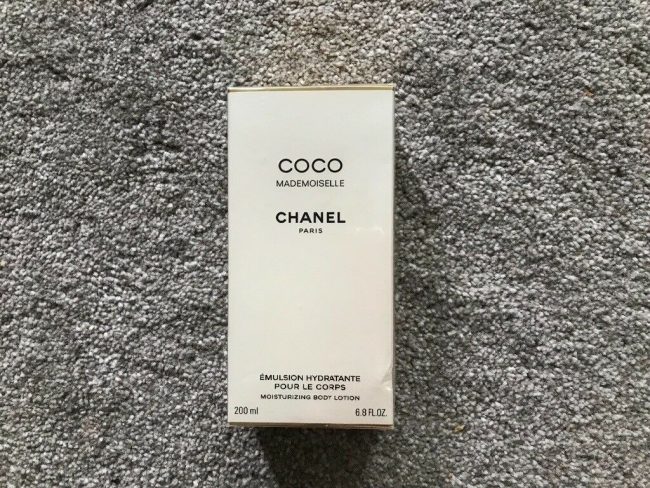 COCO
MADEMOISELLE
CHANEL
PARIS
ÉMULSION HYDRATANTE
POUR LE CORPS
MOISTURIZING BODY LOTION
200 ml 6.8 FL.OZ.